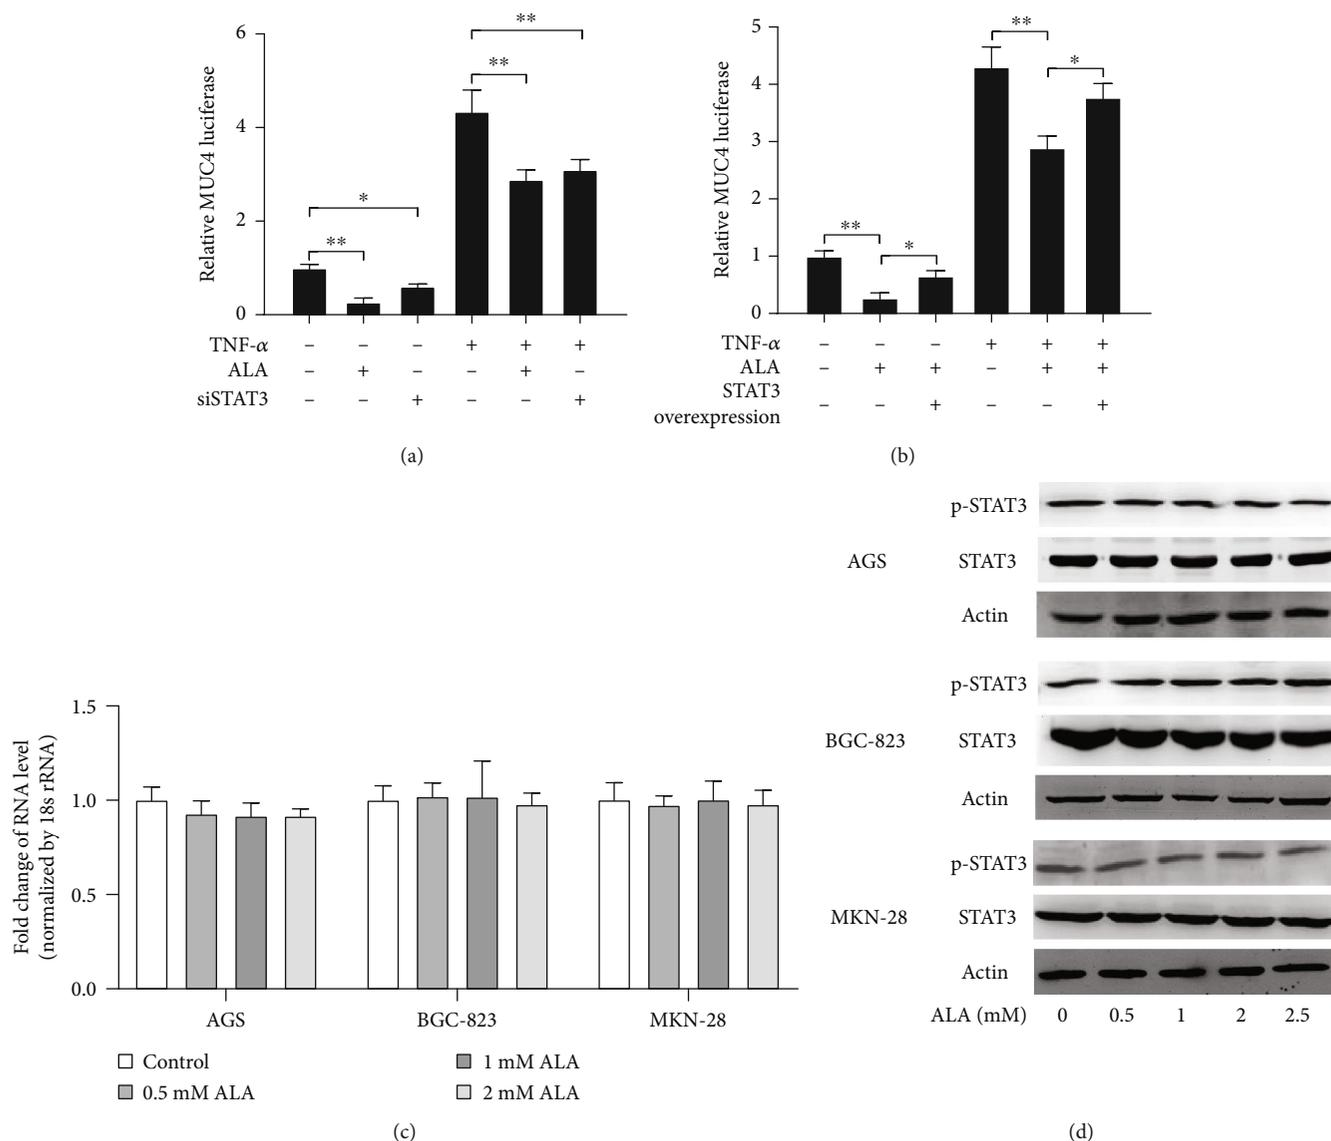 Relative MUC4 luciferase
6
4
2
0
**
*
**
**
**
TNF-α − − − + + +
ALA − + − − + −
siSTAT3 − − + − − +
(a)
Relative MUC4 luciferase
5
4
3
2
1
0
**
*
**
*
TNF-α − − − + + +
ALA − + + − + +
STAT3
overexpression − − + − − +
(b)
Fold change of RNA level
(normalized by 18s rRNA)
1.5
1.0
0.5
0.0
AGS BGC-823 MKN-28
Control
0.5 mM ALA
1 mM ALA
2 mM ALA
(c)
p-STAT3
AGS STAT3
Actin
p-STAT3
BGC-823 STAT3
Actin
p-STAT3
MKN-28 STAT3
Actin
ALA (mM) 0 0.5 1 2 2.5
(d)